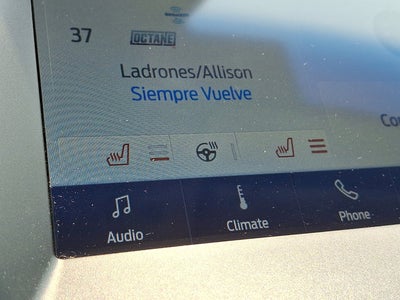 37
OCTANE
Ladrones/Allison
Siempre Vuelve
Audio
Climate
Phone